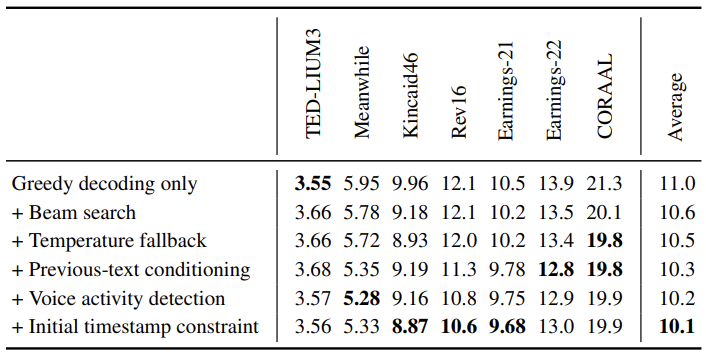 TED-LIUM3 Meanwhile Kincaid46 Rev16 Earnings-21 Earnings-22 CORAAL Average
Greedy decoding only 3.55 5.95 9.96 12.1 10.5 13.9 21.3 11.0
+ Beam search 3.66 5.78 9.18 12.1 10.2 13.5 20.1 10.6
+ Temperature fallback 3.66 5.72 8.93 12.0 10.2 13.4 19.8 10.5
+ Previous-text conditioning 3.68 5.35 9.19 11.3 9.78 12.8 19.8 10.3
+ Voice activity detection 3.57 5.28 9.16 10.8 9.75 12.9 19.9 10.2
+ Initial timestamp constraint 3.56 5.33 8.87 10.6 9.68 13.0 19.9 10.1